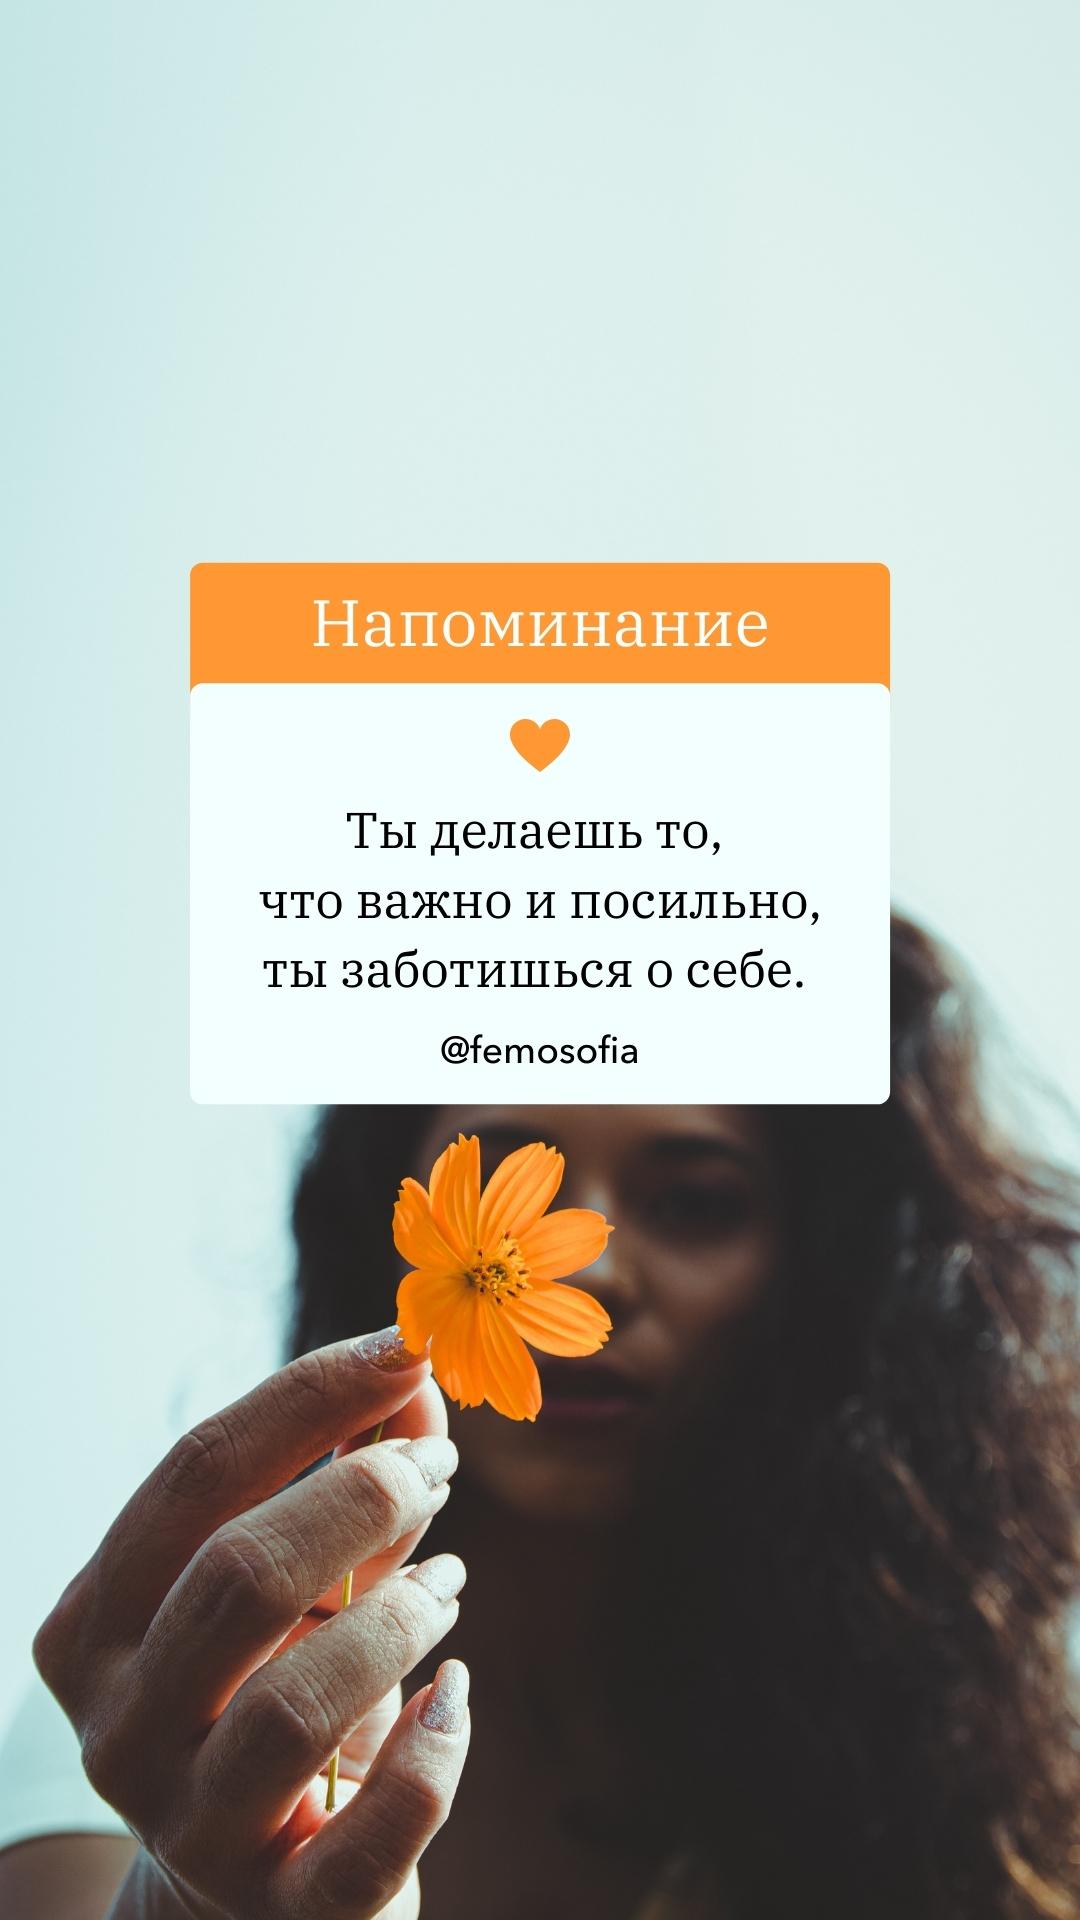 Напоминание
Ты делаешь то,
что важно и посильно,
ты заботишься о себе.
@femosofia